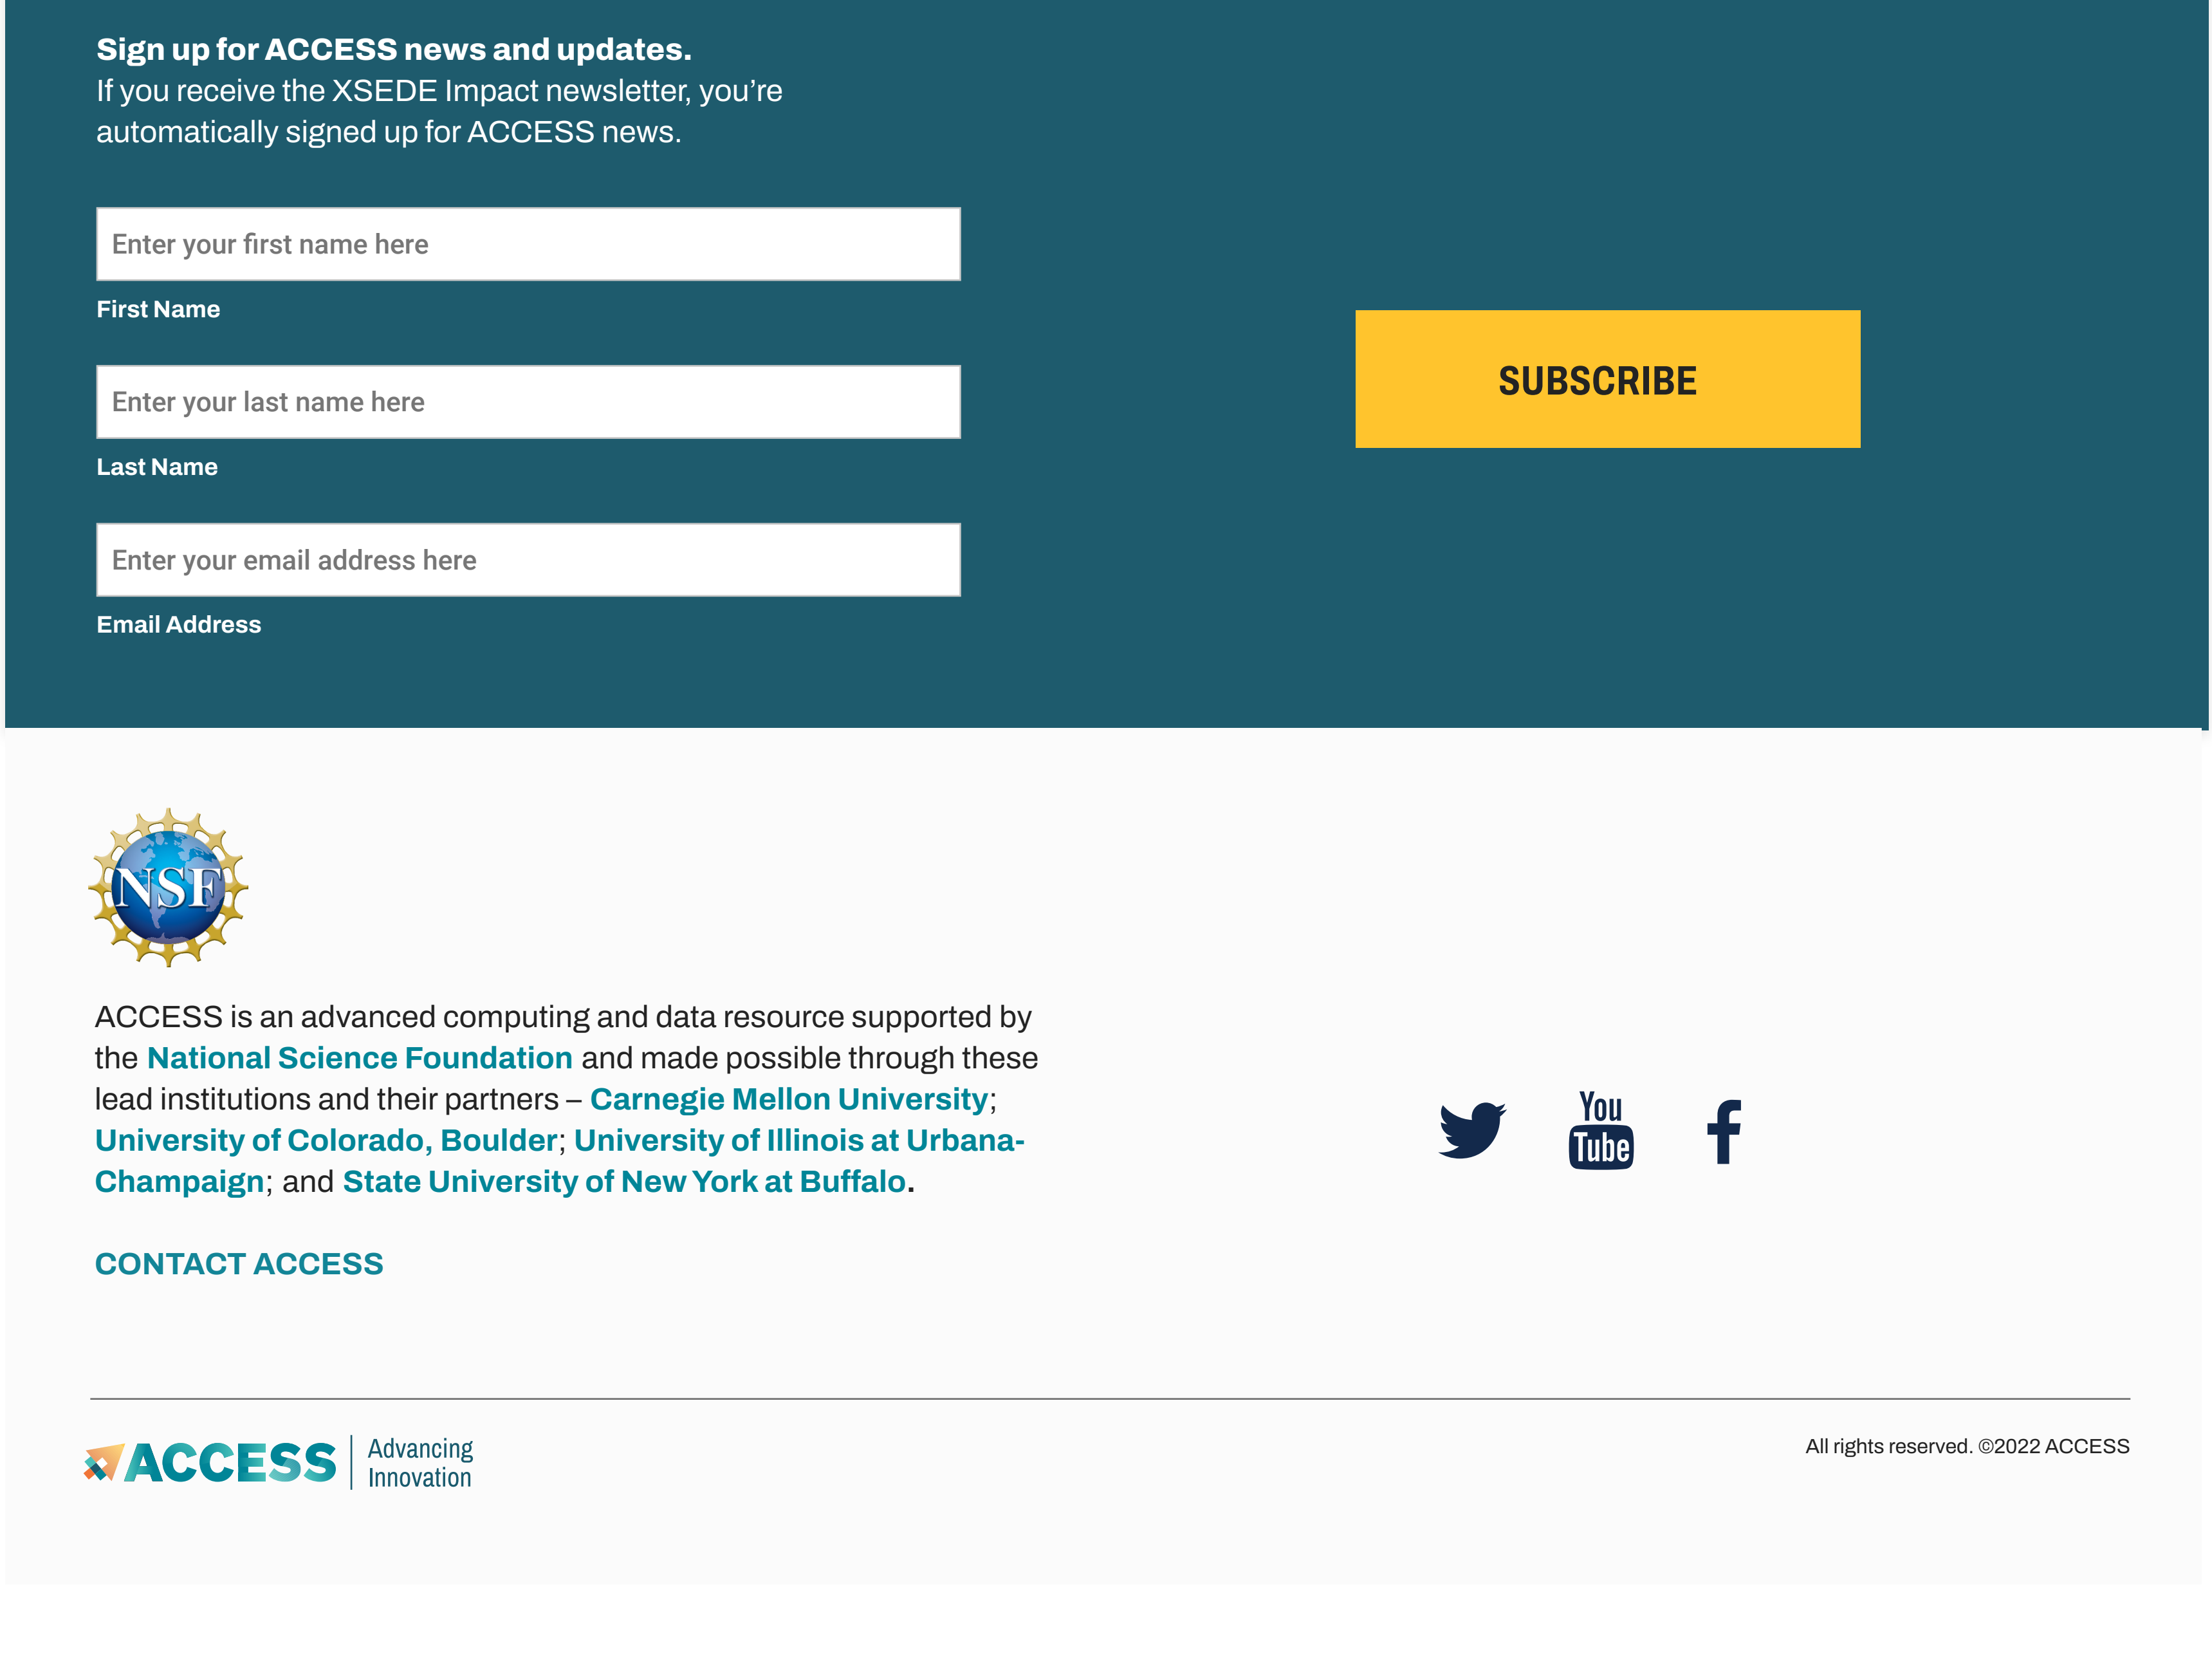 Sign up for ACCESS news and updates.
If you receive the XSEDE Impact newsletter, you’re
automatically signed up for ACCESS news.
Enter your first name here
First Name
Enter your last name here
Last Name
Enter your email address here
Email Address
SUBSCRIBE
NSF
ACCESS is an advanced computing and data resource supported by
the National Science Foundation and made possible through these
lead institutions and their partners – Carnegie Mellon University;
University of Colorado, Boulder; University of Illinois at Urbana-
Champaign; and State University of New York at Buffalo.
CONTACT ACCESS
You
Tube
ACCESS
Advancing
Innovation
All rights reserved. ©2022 ACCESS